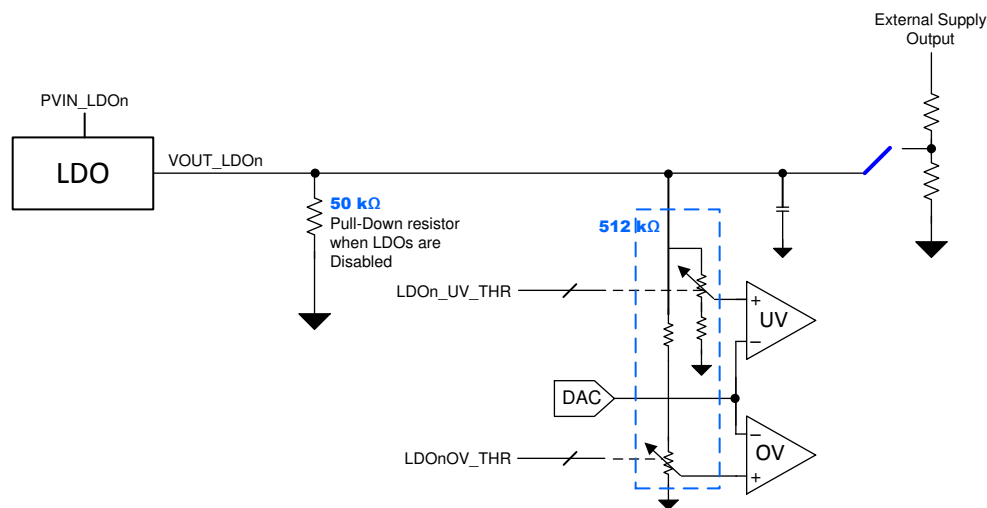 External Supply
Output
PVIN_LDOn
LDO
VOUT_LDOn
50 kΩ
Pull-Down resistor
when LDOs are
Disabled
512 kΩ
LDOn_UV_THR
+
UV
−
DAC
−
OV
LDOnOV_THR
+